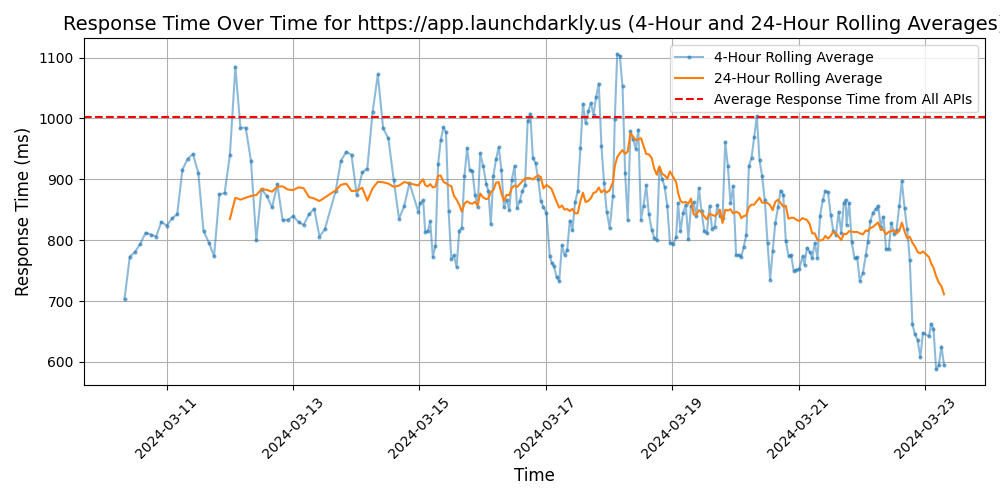 Response Time Over Time for https://app.launchdarkly.us (4-Hour and 24-Hour Rolling Averages)
Response Time (ms)
1100
1000
900
800
700
600
4-Hour Rolling Average
24-Hour Rolling Average
Average Response Time from All APIs
2024-03-11
2024-03-13
2024-03-15
2024-03-17
2024-03-19
2024-03-21
2024-03-23
Time